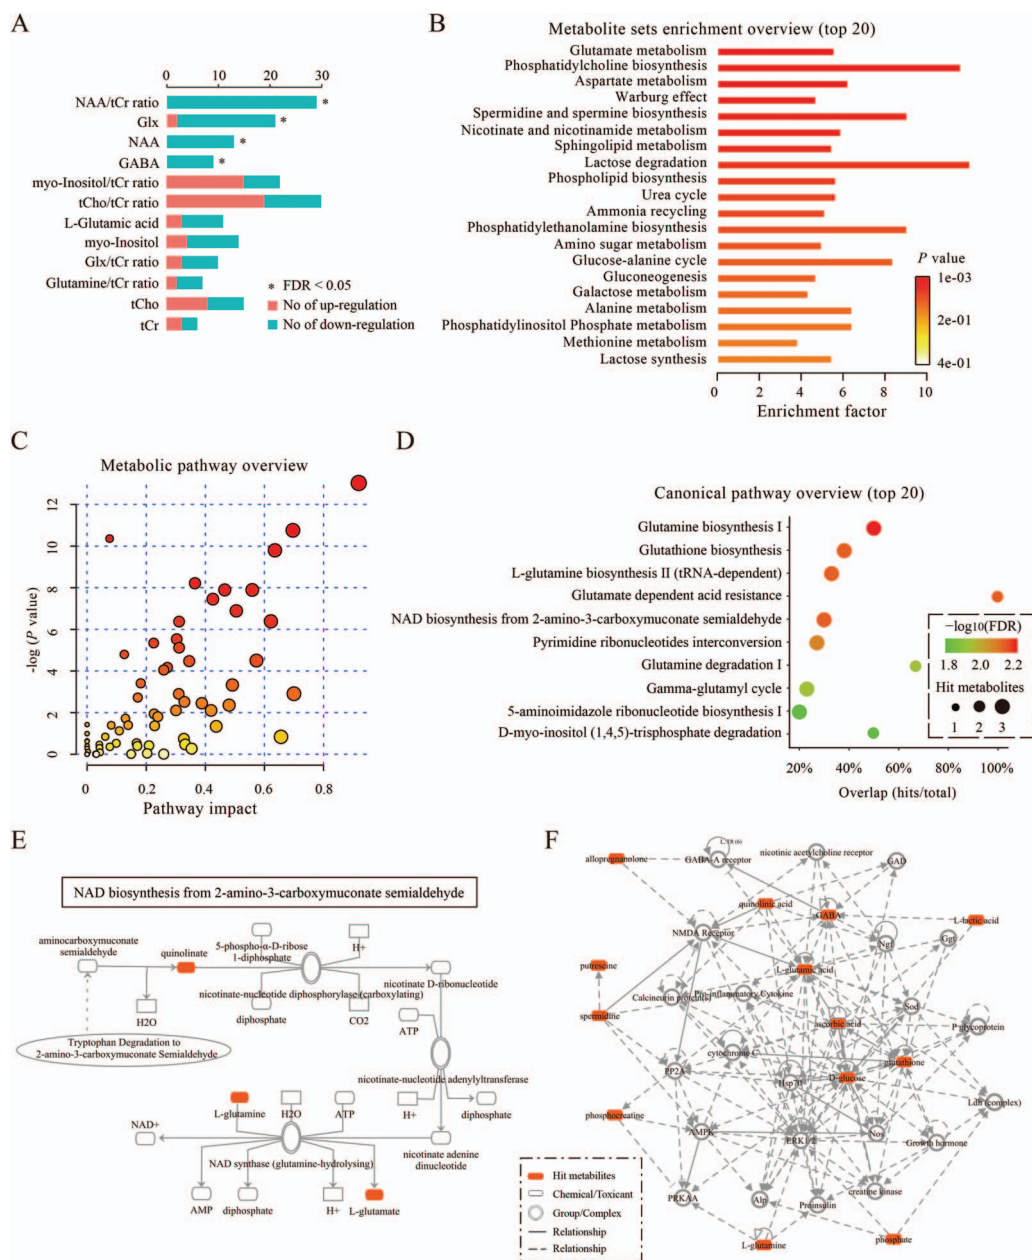 A
0 10 20 30
NAA/tCr ratio
*
Glx
*
NAA
*
GABA
*
myo-Inositol/tCr ratio
tCho/tCr ratio
L-Glutamic acid
myo-Inositol
Glx/tCr ratio
Glutamine/tCr ratio
tCho
tCr
* FDR < 0.05
No of up-regulation
No of down-regulation
B
Metabolite sets enrichment overview (top 20)
Glutamate metabolism
Phosphatidylcholine biosynthesis
Aspartate metabolism
Warburg effect
Spermidine and spermine biosynthesis
Nicotinate and nicotinamide metabolism
Sphingolipid metabolism
Lactose degradation
Phospholipid biosynthesis
Urea cycle
Ammonia recycling
Phosphatidylethanolamine biosynthesis
Amino sugar metabolism
Glucose-alanine cycle
Gluconeogenesis
Galactose metabolism
Alanine metabolism
Phosphatidylinositol Phosphate metabolism
Methionine metabolism
Lactose synthesis
0 2 4 6 8 10
Enrichment factor
P value
1e-03
2e-01
4e-01
C
Metabolic pathway overview
12
10
8
6
4
2
0
-log (P value)
0.0 0.2 0.4 0.6 0.8
Pathway impact
D
Canonical pathway overview (top 20)
Glutamine biosynthesis I
Glutathione biosynthesis
L-glutamine biosynthesis II (tRNA-dependent)
Glutamate dependent acid resistance
NAD biosynthesis from 2-amino-3-carboxymuconate semialdehyde
Pyrimidine ribonucleotides interconversion
Glutamine degradation I
Gamma-glutamyl cycle
5-aminoimidazole ribonucleotide biosynthesis I
D-myo-inositol (1,4,5)-trisphosphate degradation
20% 40% 60% 80% 100%
Overlap (hits/total)
−log10(FDR)
1.8 2.0 2.2
Hit metabolites
1 2 3
E
NAD biosynthesis from 2-amino-3-carboxymuconate semialdehyde
aminocarboxymuconate
semialdehyde
quinolinate
5-phospho-α-D-ribose
1-diphosphate
H+
nicotinate D-ribonucleotide
nicotinate-nucleotide diphosphorylase (carboxylating)
H2O
diphosphate
CO2
ATP
Tryptophan Degradation to
2-amino-3-carboxymuconate Semialdehyde
nicotinate-nucleotide adenylyltransferase
H+
diphosphate
L-glutamine
H2O
ATP
NAD+
nicotinate adenine
dinucleotide
NAD synthase (glutamine-hydrolysing)
AMP
diphosphate
H+
L-glutamate
F
allopregnanolone
GABA-A receptor
nicotinic acetylcholine receptor
GAD
quinolinic acid
GABA
L-lactic acid
NMDA Receptor
Ngf
Ggt
putrescine
L-glutamic acid
Calcineurin protein(s)
Pro-inflammatory Cytokine
Sod
spermidine
ascorbic acid
P glycoprotein
cytochrome C
glutathione
PP2A
Hsp70
D-glucose
Ldh (complex)
phosphocreatine
AMPK
ERK1/2
Nos
Growth hormone
PRKAA
Alp
Proinsulin
creatine kinase
L-glutamine
phosphate
Hit metabilites
Chemical/Toxicant
Group/Complex
Relationship
Relationship